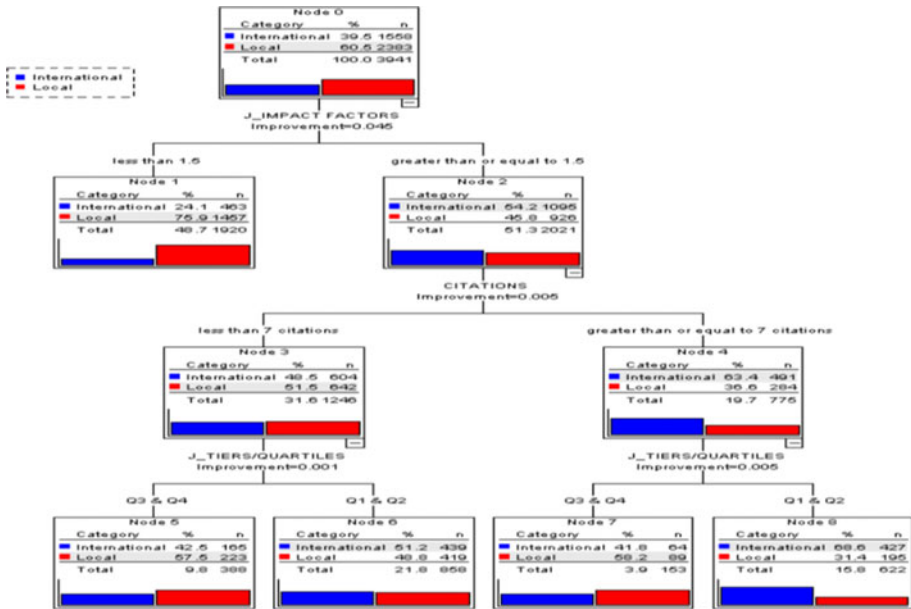 Node 0
Category % n
International 39.5 1558
Local 60.5 2383
Total 100.0 3941
International
Local
J_IMPACT FACTORS
Improvement=0.045
less than 1.5
greater than or equal to 1.5
Node 1
Category % n
International 24.1 463
Local 75.9 1457
Total 48.7 1920
Node 2
Category % n
International 54.2 1095
Local 45.8 926
Total 51.3 2021
CITATIONS
Improvement=0.005
less than 7 citations
greater than or equal to 7 citations
Node 3
Category % n
International 48.5 604
Local 51.5 642
Total 31.6 1246
Node 4
Category % n
International 63.4 491
Local 36.6 284
Total 19.7 775
J_TIERS/QUARTILES
Improvement=0.001
J_TIERS/QUARTILES
Improvement=0.005
Q3 & Q4
Q1 & Q2
Q3 & Q4
Q1 & Q2
Node 5
Category % n
International 42.5 165
Local 57.5 223
Total 9.8 388
Node 6
Category % n
International 51.2 439
Local 48.8 419
Total 21.8 858
Node 7
Category % n
International 41.8 64
Local 58.2 89
Total 3.9 153
Node 8
Category % n
International 68.6 427
Local 31.4 195
Total 15.8 622